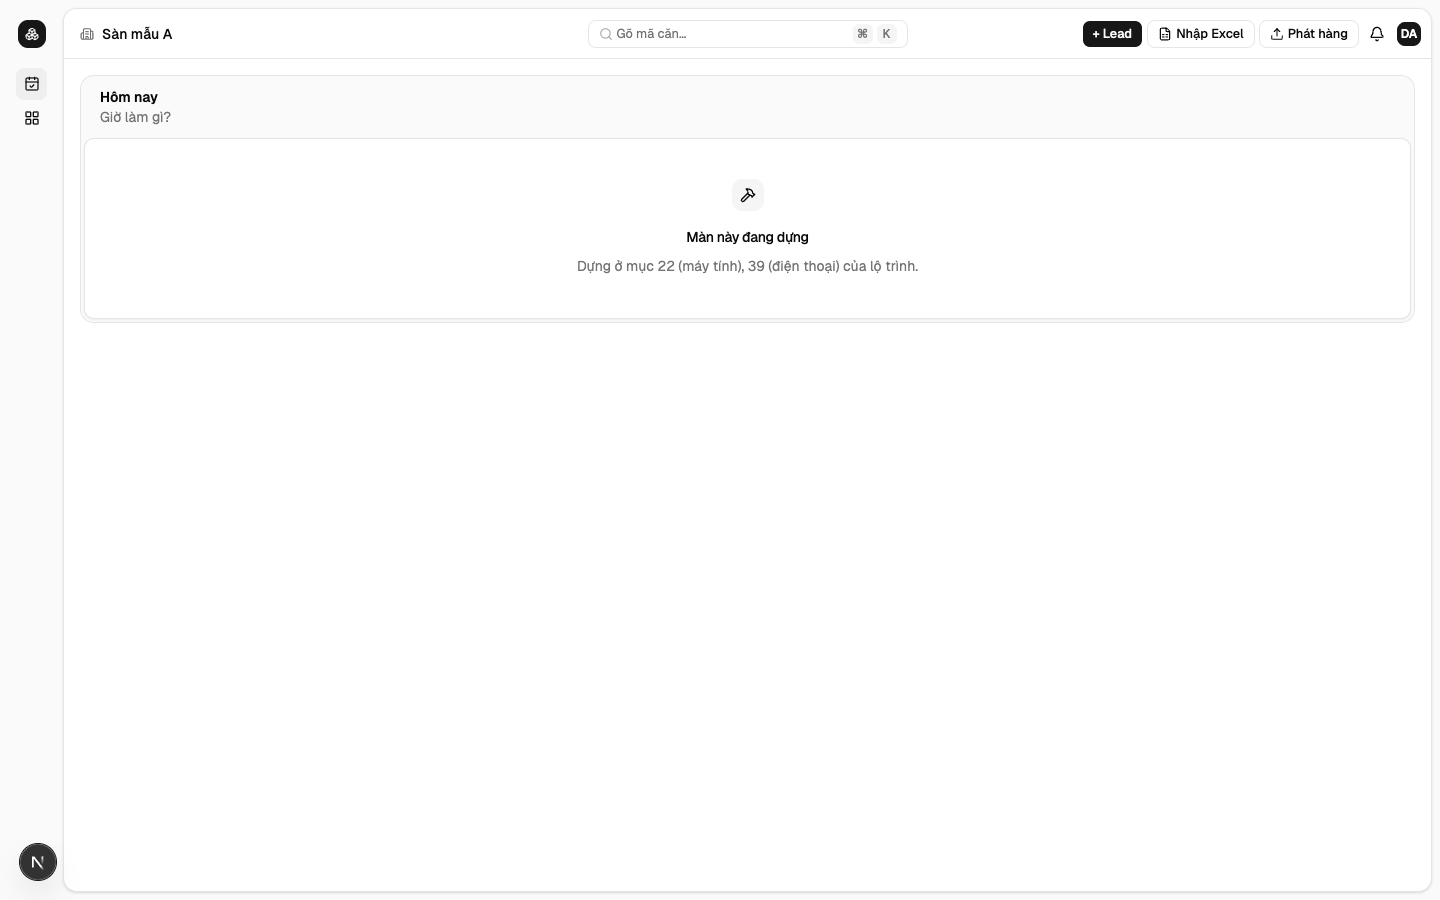 Sàn mẫu A
Gõ mã căn...
⌘ K
+ Lead
Nhập Excel
Phát hàng
DA
Hôm nay
Giờ làm gì?
Màn này đang dựng
Dựng ở mục 22 (máy tính), 39 (điện thoại) của lộ trình.
N